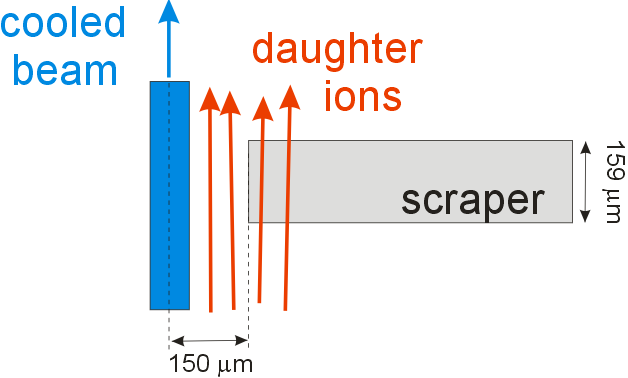 cooled
beam
daughter
ions
scraper
159 µm
150 µm